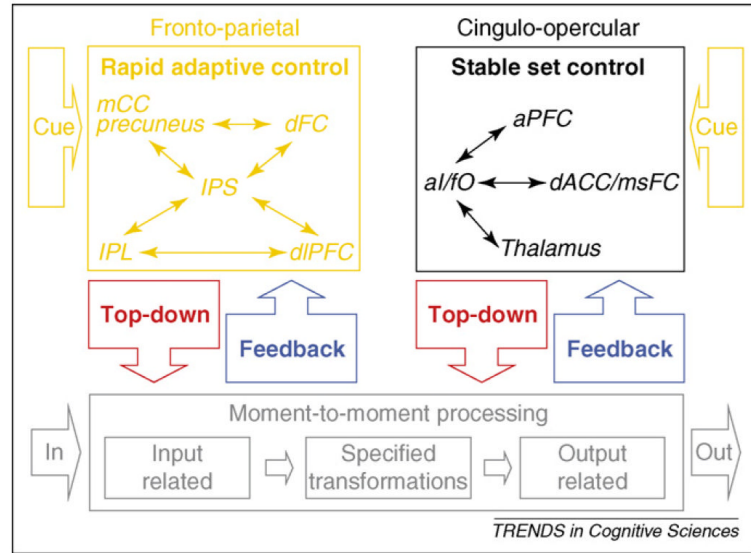 Fronto-parietal
Rapid adaptive control
Cue
mCC
precuneus
dFC
IPS
IPL
dlPFC
Cingulo-opercular
Stable set control
aPFC
aI/fO
dACC/msFC
Thalamus
Cue
Top-down
Feedback
Top-down
Feedback
Moment-to-moment processing
In
Input
related
Specified
transformations
Output
related
Out
TRENDS in Cognitive Sciences